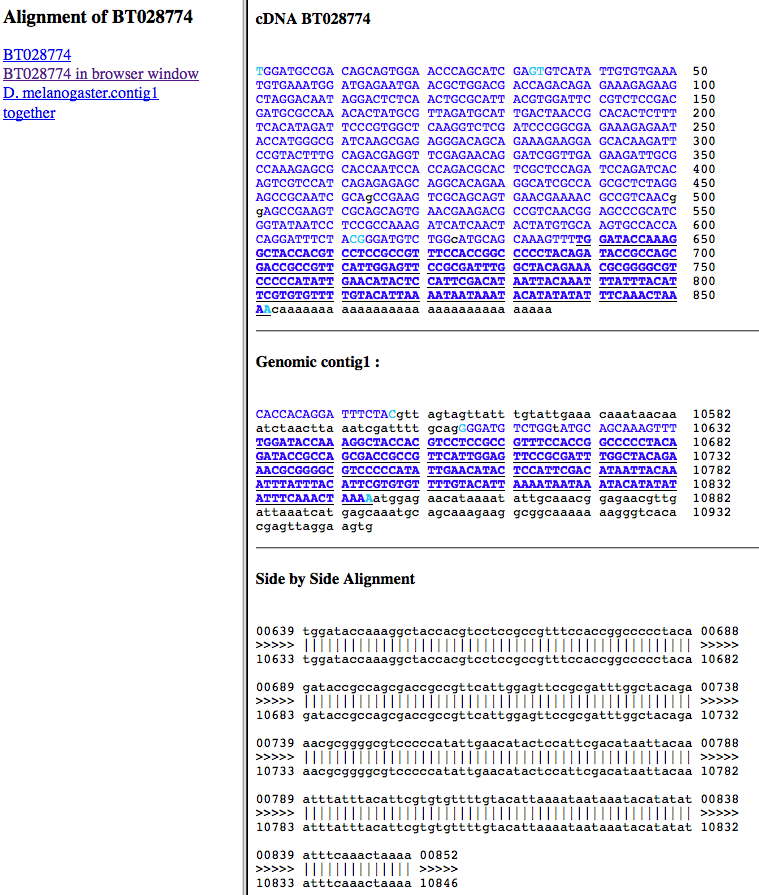 Alignment of BT028774
BT028774
BT028774 in browser window
D. melanogaster.contig1
together
cDNA BT028774
TGGATGCCGA CAGCAGTGGA ACCCAGCATC GAGTGTCATA TTGTGTGAAA 50
TGTGAAATGG ATGAGAATGA ACGCTGGACG ACCAGACAGA GAAAGAGAAG 100
CTAGGACAAT AGGACTCTCA ACTGCGCATT ACGTGGATTC CGTCTCCGAC 150
GATGCGCCAA ACACTATGCG TTAGATGCAT TGACTAACCG CACACTCTTT 200
TCACATAGAT TCCCGTGGCT CAAGGTCTCG ATCCCGGCGA GAAAGAGAAT 250
ACCATGGGCG ATCAAGCGAG AGGGACAGCA GAAAGAAGGA GCACAAGATT 300
CCGTACTTTG CAGACGAGGT TCGAGAACAG GATCGGTTGA GAAGATTGCG 350
CCAAAGAGCG CACCAATCCA CCAGACGCAC TCGCTCCAGA TCCAGATCAC 400
AGTCGTCCAT CAGAGAGAGC AGGCACAGAA GGCATCGCCA GCGCTCTAGG 450
AGCCGCAATC GCAgCCGAAG TCGCAGCAGT GAACGAAAAC GCCGTCAACg 500
gAGCCGAAGT CGCAGCAGTG AACGAAGACG CCGTCAACGG AGCCCGCATC 550
GGTATAATCC TCCGCCAAAG ATCATCAACT ACTATGTGCA AGTGCCACCA 600
CAGGATTTCT ACGGGATGTC TGGcATGCAG CAAAGTTTTG GATACCAAAG 650
GCTACCACGT CCTCCGCCGT TTCCACCGGC CCCCTACAGA TACCGCCAGC 700
GACCGCCGTT CATTGGAGTT CCGCGATTTG GCTACAGAAA CGCGGGGCGT 750
CCCCCATATT GAACATACTC CATTCGACAT AATTACAAAT TTATTTACAT 800
TCGTGTGTTT TGTACATTAA AATAATAAAT ACATATATAT TTCAAACTAA 850
AAcaaaaaaa aaaaaaaaaa aaaaaaaaaa aaaaa
Genomic contig1 :
CACCACAGGA TTTCTACgtt agtagttatt tgtattgaaa caaataacaa 10582
atctaactta aatcgatttt gcagGGGATG TCTGGtATGC AGCAAAGTTT 10632
TGGATACCAA AGGCTACCAC GTCCTCCGCC GTTTCCACCG GCCCCCTACA 10682
GATACCGCCA GCGACCGCCG TTCATTGGAG TTCCGCGATT TGGCTACAGA 10732
AACGCGGGGC GTCCCCCATA TTGAACATAC TCCATTCGAC ATAATTACAA 10782
ATTTATTTAC ATTCGTGTGT TTTGTACATT AAAATAATAA ATACATATAT 10832
ATTTCAAACT AAAAatggag aacataaaat attgcaaacg gagaacgttg 10882
attaaatcat gagcaaatgc agcaaagaag gcggcaaaaa aagggtcaca 10932
cgagttagga agtg
Side by Side Alignment
00639 tggataccaaaggctaccacgtcctccgccgtttccaccggccccctaca 00688
>>>>> |||||||||||||||||||||||||||||||||||||||||||||||||| >>>>>
10633 tggataccaaaggctaccacgtcctccgccgtttccaccggccccctaca 10682
00689 gataccgccagcgaccgccgttcattggagttccgcgatttggctacaga 00738
>>>>> |||||||||||||||||||||||||||||||||||||||||||||||||| >>>>>
10683 gataccgccagcgaccgccgttcattggagttccgcgatttggctacaga 10732
00739 aacgcggggcgtcccccatattgaacatactccattcgacataattacaa 00788
>>>>> |||||||||||||||||||||||||||||||||||||||||||||||||| >>>>>
10733 aacgcggggcgtcccccatattgaacatactccattcgacataattacaa 10782
00789 atttatttacattcgtgtgttttgtacattaaaataataaatacatatat 00838
>>>>> |||||||||||||||||||||||||||||||||||||||||||||||||| >>>>>
10783 atttatttacattcgtgtgttttgtacattaaaataataaatacatatat 10832
00839 atttcaaactaaaa 00852
>>>>> |||||||||||||| >>>>>
10833 atttcaaactaaaa 10846